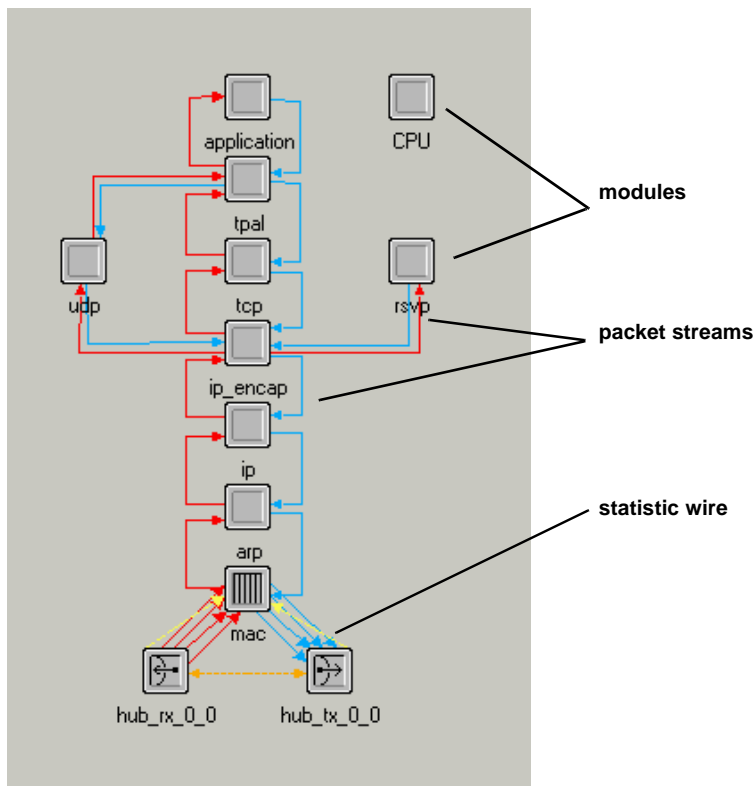 application
CPU
modules
tpal
udp
tcp
rsvp
packet streams
ip_encap
ip
statistic wire
arp
mac
hub_rx_0_0
hub_tx_0_0